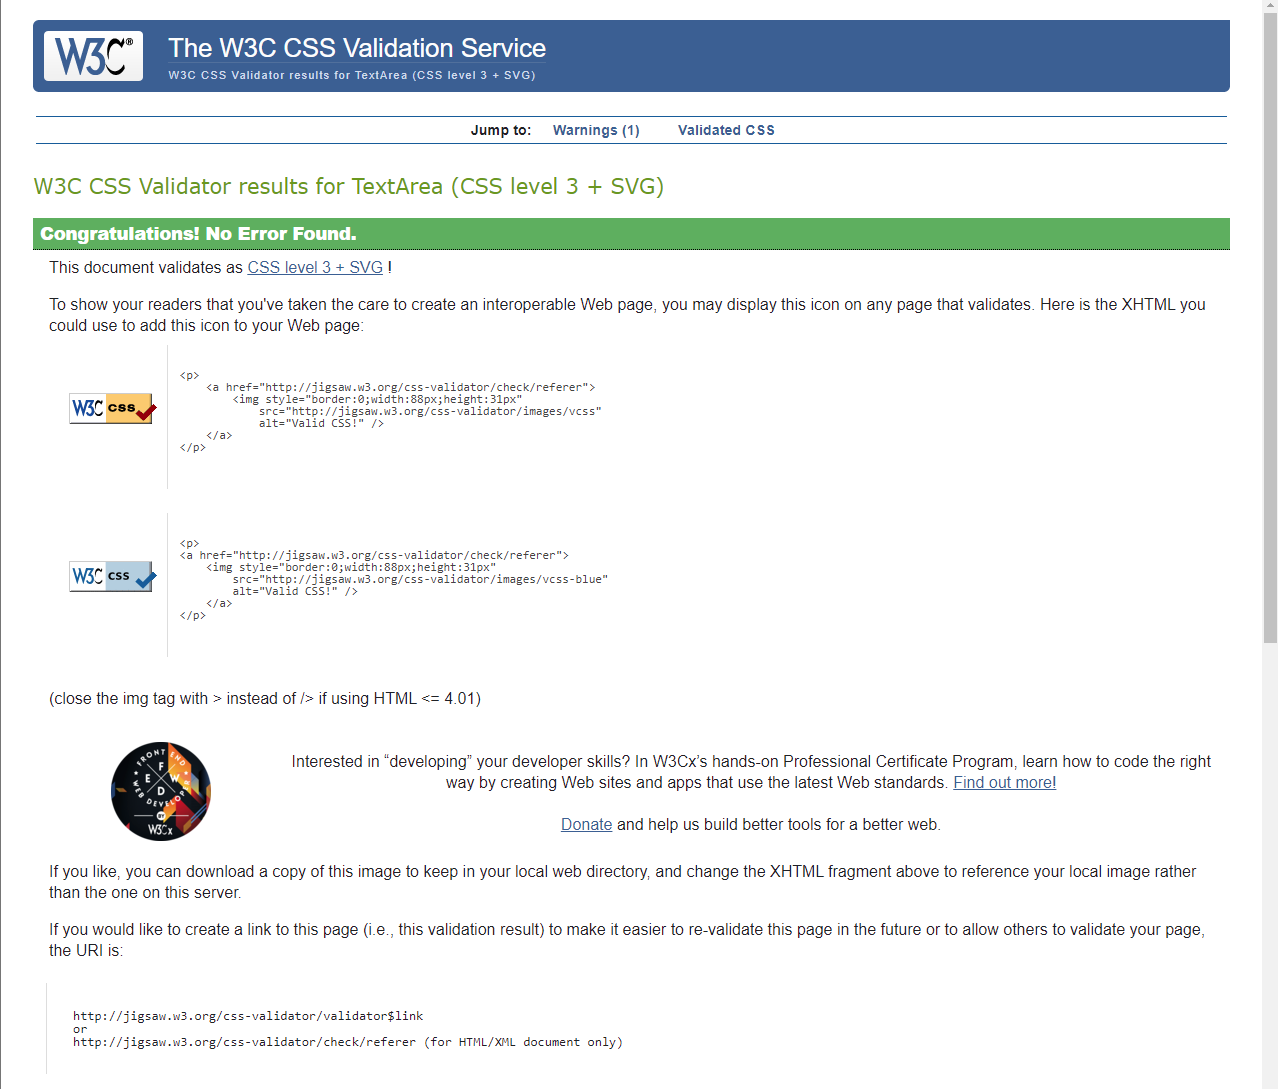 W3C®
The W3C CSS Validation Service
W3C CSS Validator results for TextArea (CSS level 3 + SVG)
Jump to: Warnings (1) Validated CSS
W3C CSS Validator results for TextArea (CSS level 3 + SVG)
Congratulations! No Error Found.
This document validates as CSS level 3 + SVG !
To show your readers that you've taken the care to create an interoperable Web page, you may display this icon on any page that validates. Here is the XHTML you
could use to add this icon to your Web page:
W3C css
<p>
    <a href="http://jigsaw.w3.org/css-validator/check/referer">
        <img style="border:0;width:88px;height:31px"
            src="http://jigsaw.w3.org/css-validator/images/vcss"
            alt="Valid CSS!" />
    </a>
</p>
W3C css
<p>
<a href="http://jigsaw.w3.org/css-validator/check/referer">
    <img style="border:0;width:88px;height:31px"
        src="http://jigsaw.w3.org/css-validator/images/vcss-blue"
        alt="Valid CSS!" />
    </a>
</p>
(close the img tag with > instead of /> if using HTML <= 4.01)
FRONT END
E F W D
WEB DEVELOPER
BY
W3Cx
Interested in “developing” your developer skills? In W3Cx’s hands-on Professional Certificate Program, learn how to code the right
way by creating Web sites and apps that use the latest Web standards. Find out more!
Donate and help us build better tools for a better web.
If you like, you can download a copy of this image to keep in your local web directory, and change the XHTML fragment above to reference your local image rather
than the one on this server.
If you would like to create a link to this page (i.e., this validation result) to make it easier to re-validate this page in the future or to allow others to validate your page,
the URI is:
http://jigsaw.w3.org/css-validator/validator$link
or
http://jigsaw.w3.org/css-validator/check/referer (for HTML/XML document only)